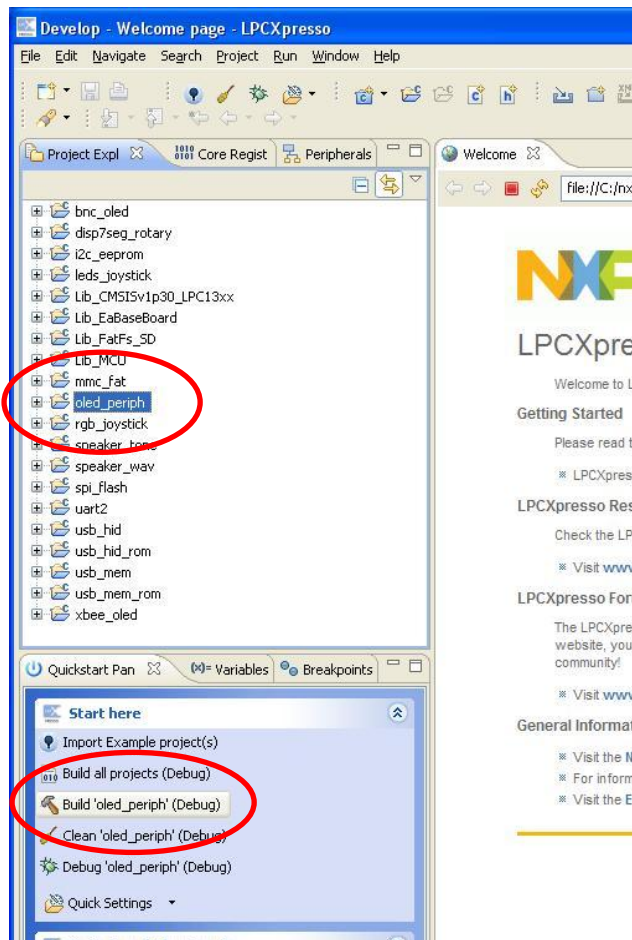 Develop - Welcome page - LPCXpresso
File Edit Navigate Search Project Run Window Help
Project Expl Core Regist Peripherals
Welcome
file://C:/nx
bnc_oled
disp7seg_rotary
i2c_eeprom
leds_joystick
Lib_CMSISv1p30_LPC13xx
Lib_EaBaseBoard
Lib_FatFs_SD
Lib_MCU
mmc_fat
oled_periph
rgb_joystick
speaker_tone
speaker_wav
spi_flash
uart2
usb_hid
usb_hid_rom
usb_mem
usb_mem_rom
xbee_oled
NXP
LPCXpre
Welcome to L
Getting Started
Please read t
LPCXpres
LPCXpresso Res
Check the LP
Visit www
LPCXpresso For
The LPCXpre
website, you
community!
Visit www
General Informat
Visit the N
For inform
Visit the E
Quickstart Pan Variables Breakpoints
Start here
Import Example project(s)
Build all projects (Debug)
Build 'oled_periph' (Debug)
Clean 'oled_periph' (Debug)
Debug 'oled_periph' (Debug)
Quick Settings